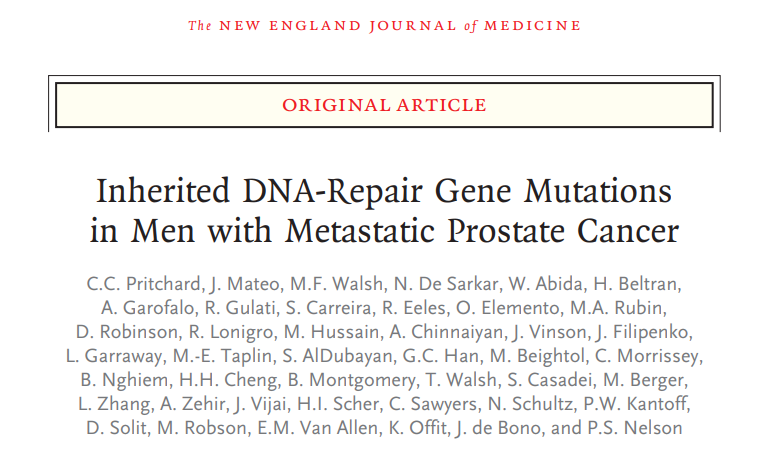 The NEW ENGLAND JOURNAL of MEDICINE
ORIGINAL ARTICLE
Inherited DNA-Repair Gene Mutations
in Men with Metastatic Prostate Cancer
C.C. Pritchard, J. Mateo, M.F. Walsh, N. De Sarkar, W. Abida, H. Beltran,
A. Garofalo, R. Gulati, S. Carreira, R. Eeles, O. Elemento, M.A. Rubin,
D. Robinson, R. Lonigro, M. Hussain, A. Chinnaiyan, J. Vinson, J. Filipenko,
L. Garraway, M.-E. Taplin, S. AlDubayan, G.C. Han, M. Beightol, C. Morrissey,
B. Nghiem, H.H. Cheng, B. Montgomery, T. Walsh, S. Casadei, M. Berger,
L. Zhang, A. Zehir, J. Vijai, H.I. Scher, C. Sawyers, N. Schultz, P.W. Kantoff,
D. Solit, M. Robson, E.M. Van Allen, K. Offit, J. de Bono, and P.S. Nelson